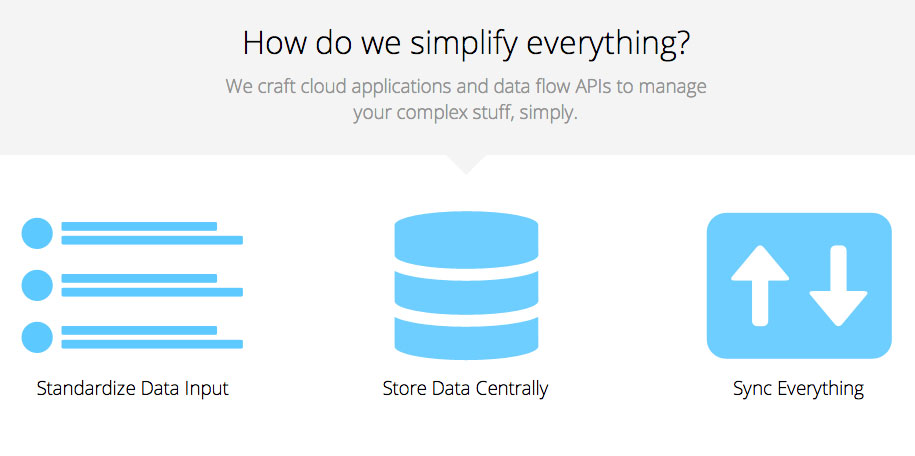 How do we simplify everything?
We craft cloud applications and data flow APIs to manage
your complex stuff, simply.
Standardize Data Input
Store Data Centrally
Sync Everything